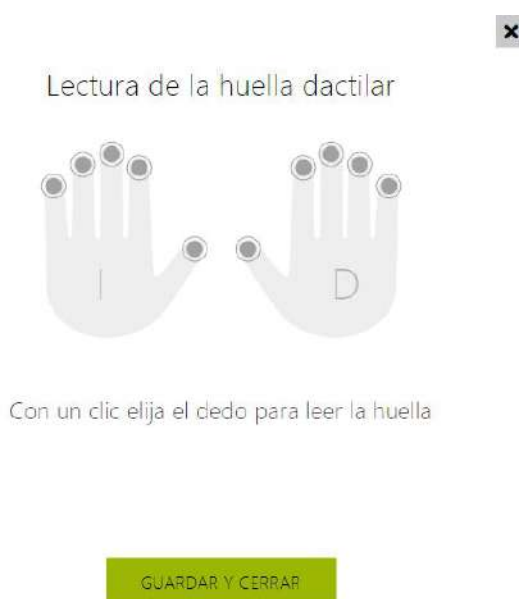 Lectura de la huella dactilar
I D
Con un clic elija el dedo para leer la huella
GUARDAR Y CERRAR